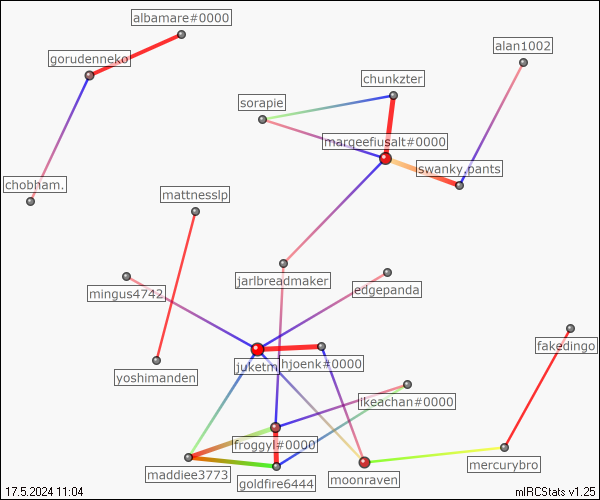 albamare#0000
gorudenneko
alan1002
chunkzter
sorapie
margeefiusalt#0000
swanky.pants
chobham.
mattnesslp
jarlbreadmaker
edgepanda
mingus4742
fakedingo
juketm
hjoenk#0000
yoshimanden
ikeachan#0000
froggyl#0000
mercurybro
maddiee3773
goldfire6444
moonraven
17.5.2024 11:04
mIRCStats v1.25